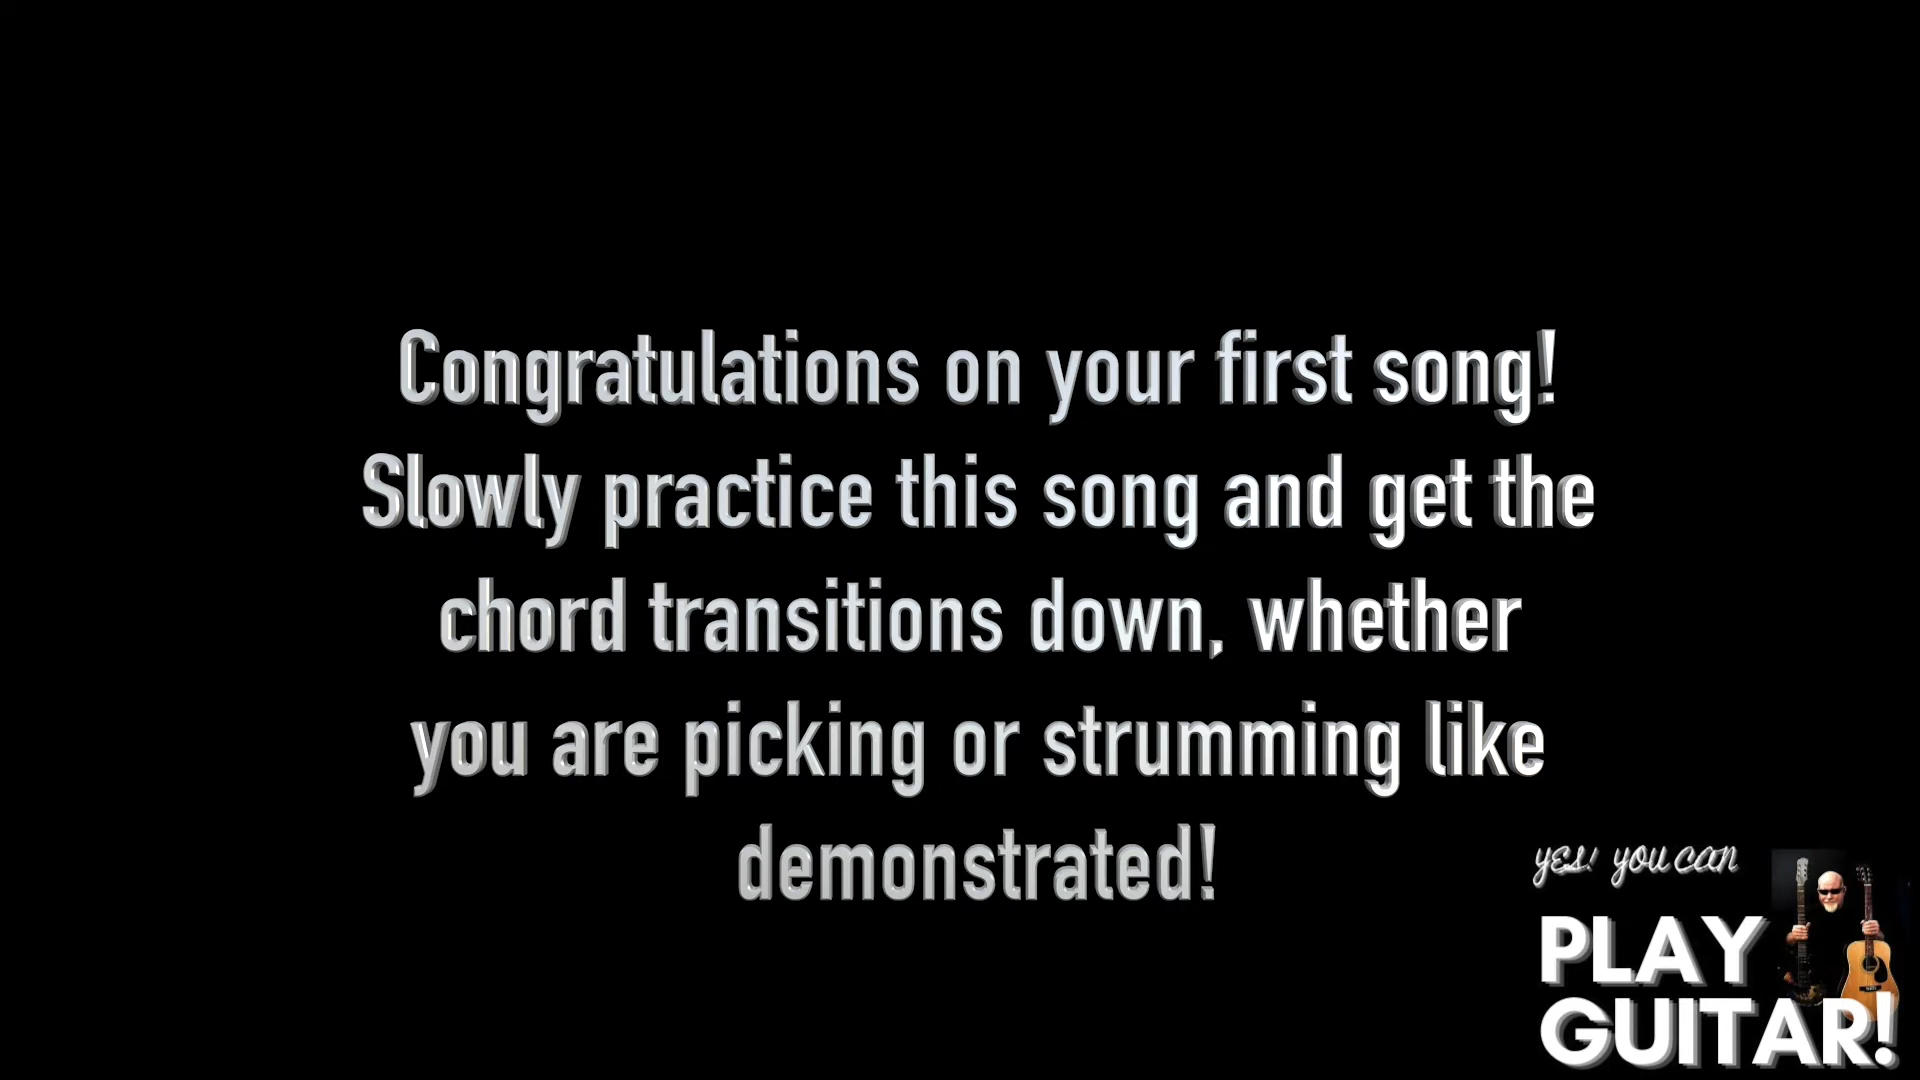 Congratulations on your first song!
Slowly practice this song and get the
chord transitions down, whether
you are picking or strumming like
demonstrated!
yes! you can
PLAY
GUITAR!